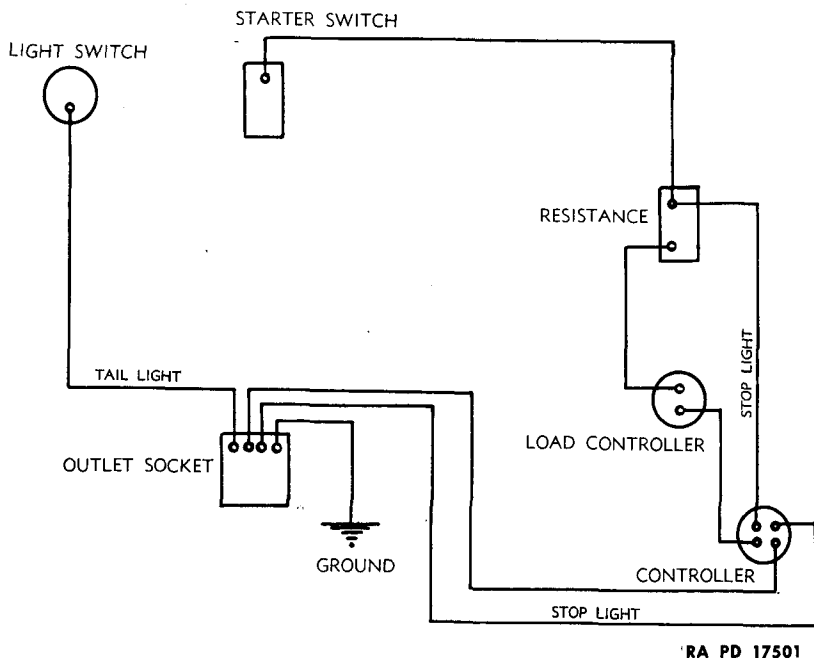 STARTER SWITCH
LIGHT SWITCH
RESISTANCE
STOP LIGHT
TAIL LIGHT
LOAD CONTROLLER
OUTLET SOCKET
GROUND
CONTROLLER
STOP LIGHT
RA PD 17501